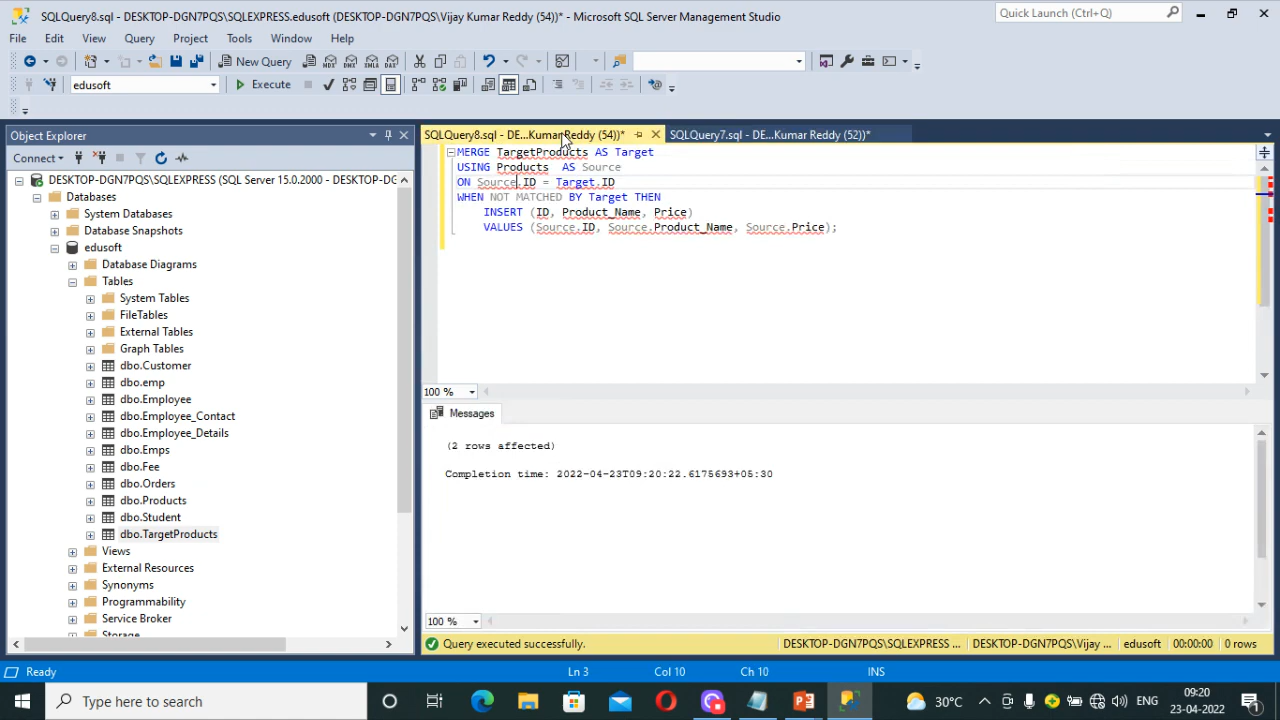 SQLQuery8.sql - DESKTOP-DGN7PQS\SQLEXPRESS.edusoft (DESKTOP-DGN7PQS\Vijay Kumar Reddy (54))* - Microsoft SQL Server Management Studio
Quick Launch (Ctrl+Q)
File Edit View Query Project Tools Window Help
New Query
edusoft
Execute
Object Explorer
SQLQuery8.sql - DE...Kumar Reddy (54))*
SQLQuery7.sql - DE...Kumar Reddy (52))*
Connect
DESKTOP-DGN7PQS\SQLEXPRESS (SQL Server 15.0.2000 - DESKTOP-DG
Databases
System Databases
Database Snapshots
edusoft
Database Diagrams
Tables
System Tables
FileTables
External Tables
Graph Tables
dbo.Customer
dbo.emp
dbo.Employee
dbo.Employee_Contact
dbo.Employee_Details
dbo.Emps
dbo.Fee
dbo.Orders
dbo.Products
dbo.Student
dbo.TargetProducts
Views
External Resources
Synonyms
Programmability
Service Broker
Storage
MERGE TargetProducts AS Target
USING Products AS Source
ON Source.ID = Target.ID
WHEN NOT MATCHED BY Target THEN
INSERT (ID, Product_Name, Price)
VALUES (Source.ID, Source.Product_Name, Source.Price);
100 %
Messages
(2 rows affected)
Completion time: 2022-04-23T09:20:22.6175693+05:30
100 %
Query executed successfully.
DESKTOP-DGN7PQS\SQLEXPRESS ...
DESKTOP-DGN7PQS\Vijay ...
edusoft
00:00:00
0 rows
Ready
Ln 3
Col 10
Ch 10
INS
Type here to search
30°C
ENG
09:20
23-04-2022
1